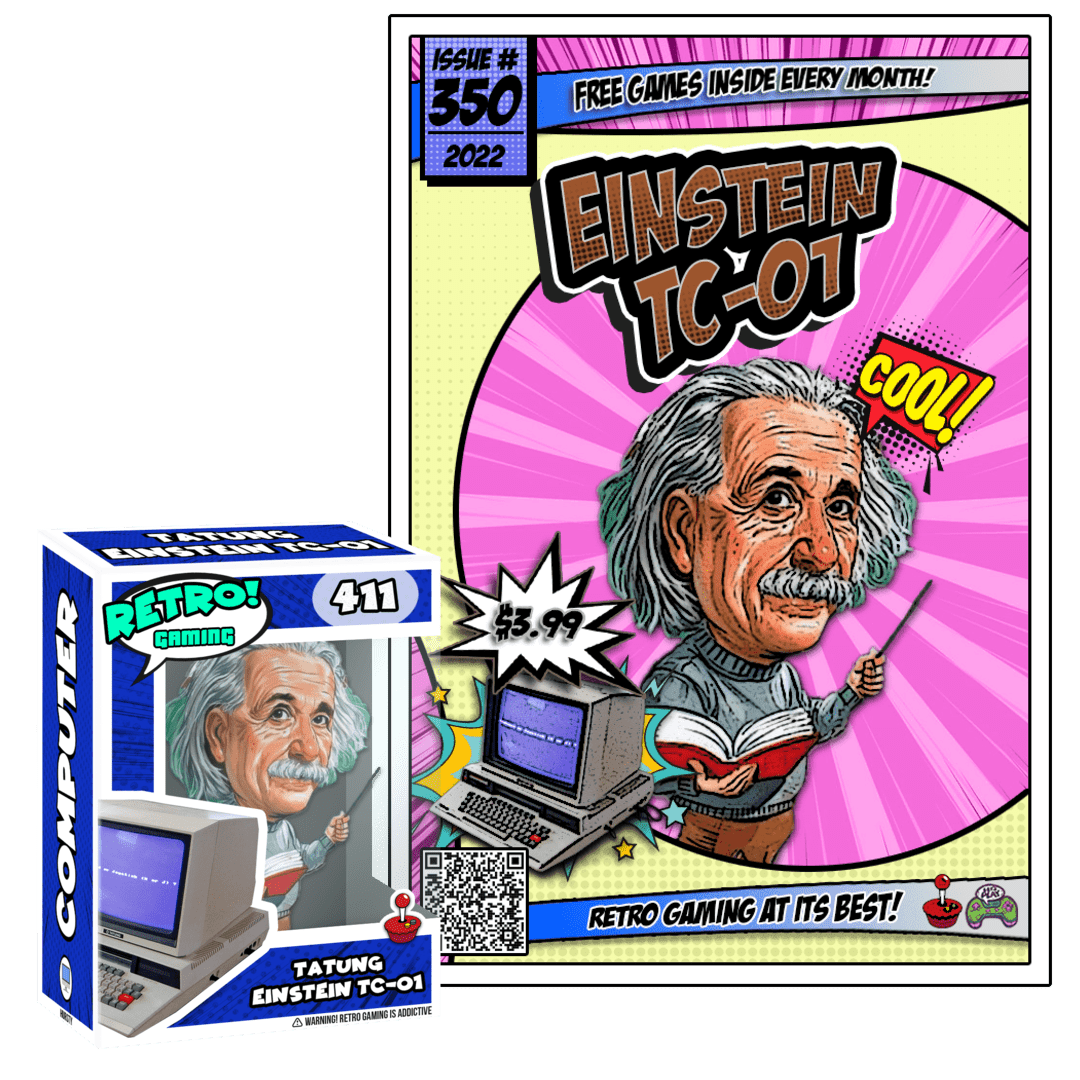 ISSUE #
350
2022
FREE GAMES INSIDE EVERY MONTH!
EINSTEIN
TC-01
COOL!
$3.99
RETRO GAMING AT ITS BEST!
TATUNG
EINSTEIN TC-01
COMPUTER
RETRO!
GAMING
411
TATUNG
EINSTEIN TC-01
WARNING! RETRO GAMING IS ADDICTIVE